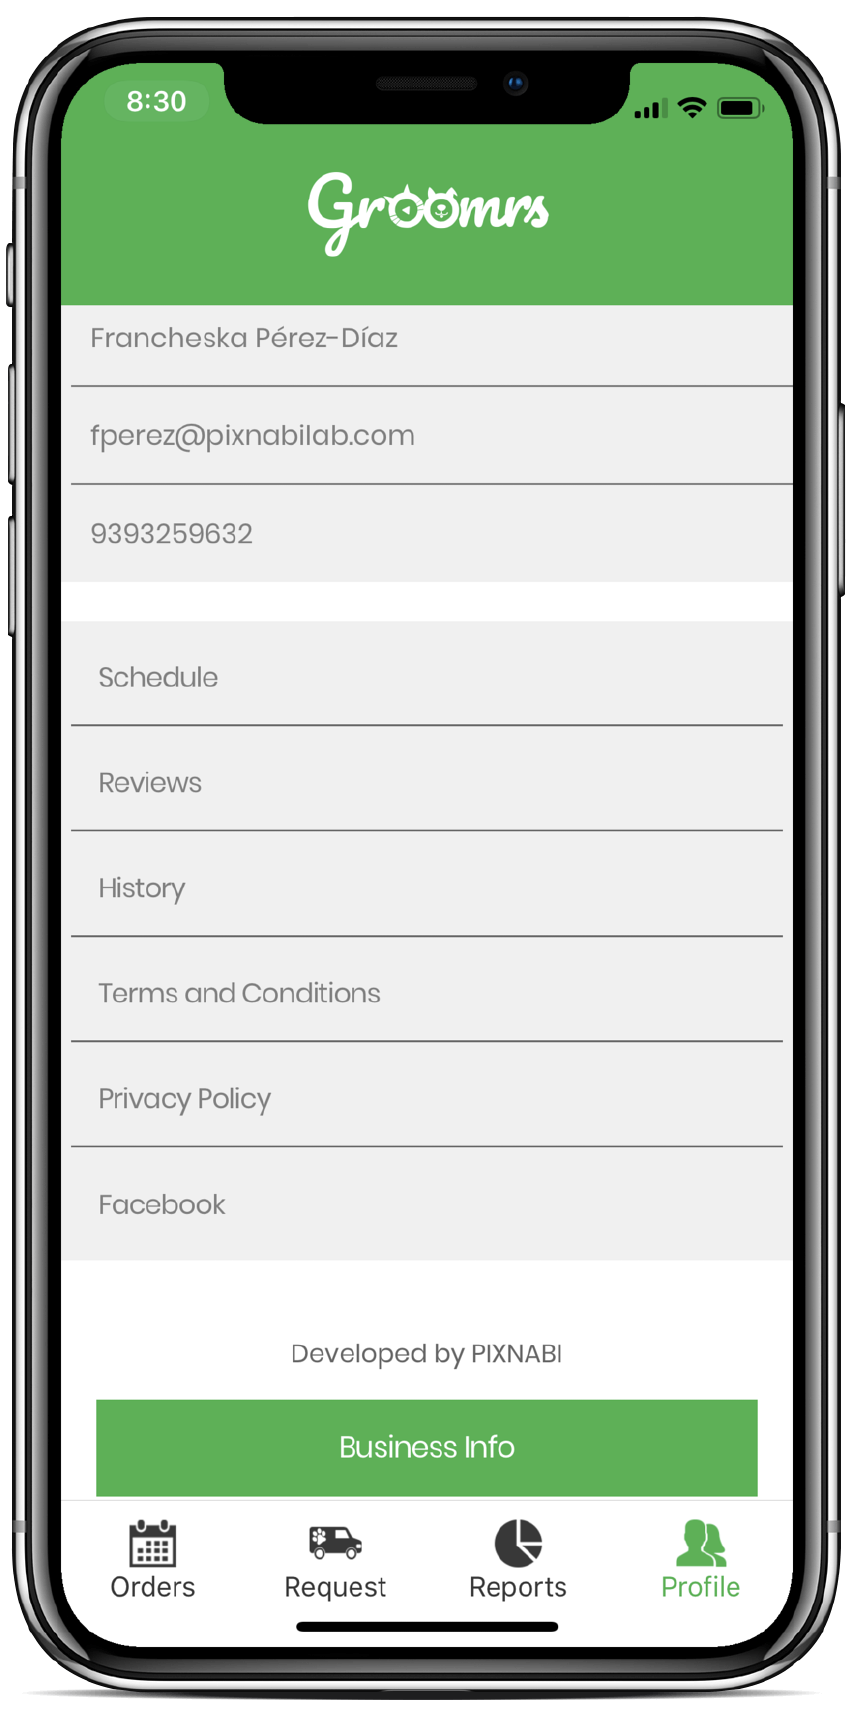 8:30
Groomrs
Francheska Pérez-Díaz
fperez@pixnabilab.com
9393259632
Schedule
Reviews
History
Terms and Conditions
Privacy Policy
Facebook
Developed by PIXNABI
Business Info
Orders
Request
Reports
Profile